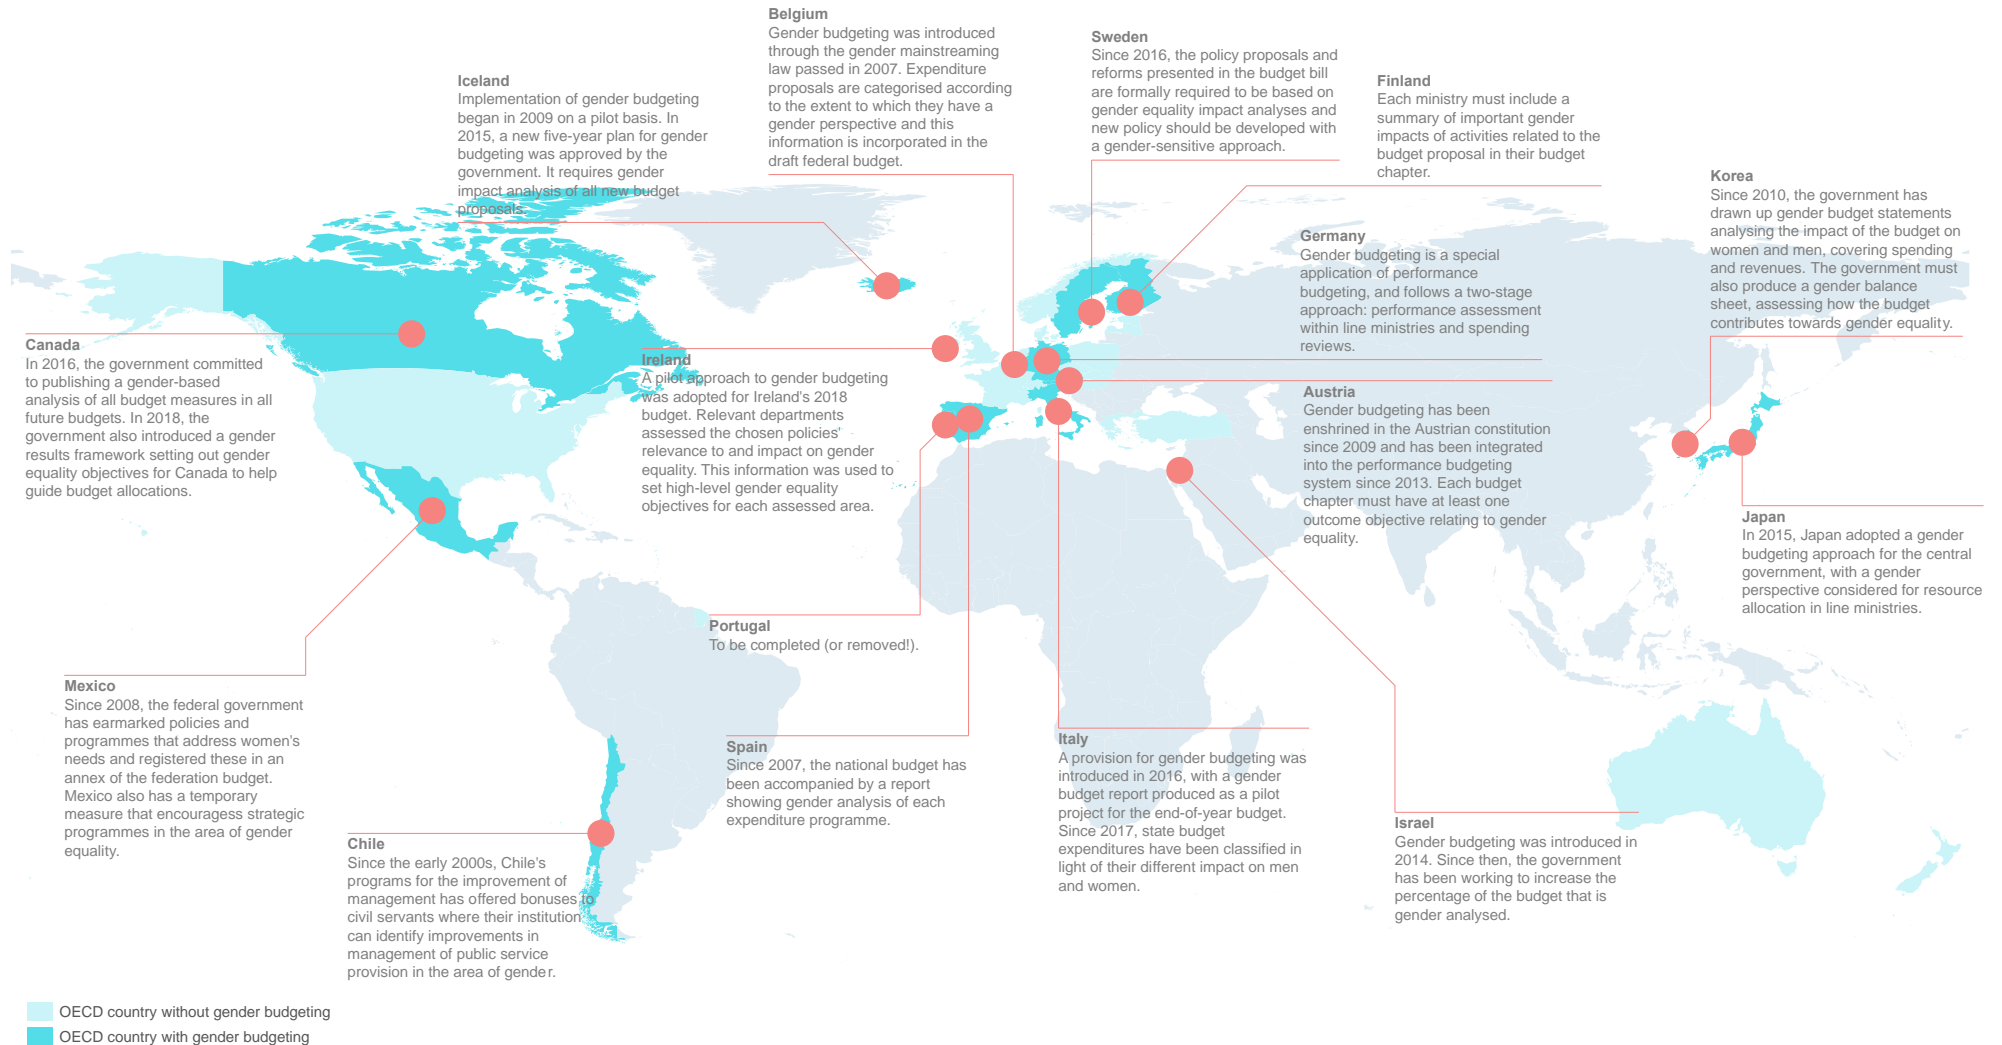 Belgium
Gender budgeting was introduced
through the gender mainstreaming
law passed in 2007. Expenditure
proposals are categorised according
to the extent to which they have a
gender perspective and this
information is incorporated in the
draft federal budget.
Sweden
Since 2016, the policy proposals and
reforms presented in the budget bill
are formally required to be based on
gender equality impact analyses and
new policy should be developed with
a gender-sensitive approach.
Iceland
Implementation of gender budgeting
began in 2009 on a pilot basis. In
2015, a new five-year plan for gender
budgeting was approved by the
government. It requires gender
impact analysis of all new budget
proposals.
Finland
Each ministry must include a
summary of important gender
impacts of activities related to the
budget proposal in their budget
chapter.
Korea
Since 2010, the government has
drawn up gender budget statements
analysing the impact of the budget on
women and men, covering spending
and revenues. The government must
also produce a gender balance
sheet, assessing how the budget
contributes towards gender equality.
Germany
Gender budgeting is a special
application of performance
budgeting, and follows a two-stage
approach: performance assessment
within line ministries and spending
reviews.
Canada
In 2016, the government committed
to publishing a gender-based
analysis of all budget measures in all
future budgets. In 2018, the
government also introduced a gender
results framework setting out gender
equality objectives for Canada to help
guide budget allocations.
Ireland
A pilot approach to gender budgeting
was adopted for Ireland's 2018
budget. Relevant departments
assessed the chosen policies'
relevance to and impact on gender
equality. This information was used to
set high-level gender equality
objectives for each assessed area.
Austria
Gender budgeting has been
enshrined in the Austrian constitution
since 2009 and has been integrated
into the performance budgeting
system since 2013. Each budget
chapter must have at least one
outcome objective relating to gender
equality.
Japan
In 2015, Japan adopted a gender
budgeting approach for the central
government, with a gender
perspective considered for resource
allocation in line ministries.
Portugal
To be completed (or removed!).
Mexico
Since 2008, the federal government
has earmarked policies and
programmes that address women's
needs and registered these in an
annex of the federation budget.
Mexico also has a temporary
measure that encouragess strategic
programmes in the area of gender
equality.
Spain
Since 2007, the national budget has
been accompanied by a report
showing gender analysis of each
expenditure programme.
Italy
A provision for gender budgeting was
introduced in 2016, with a gender
budget report produced as a pilot
project for the end-of-year budget.
Since 2017, state budget
expenditures have been classified in
light of their different impact on men
and women.
Israel
Gender budgeting was introduced in
2014. Since then, the government
has been working to increase the
percentage of the budget that is
gender analysed.
Chile
Since the early 2000s, Chile's
programs for the improvement of
management has offered bonuses to
civil servants where their institution
can identify improvements in
management of public service
provision in the area of gender.
OECD country without gender budgeting
OECD country with gender budgeting